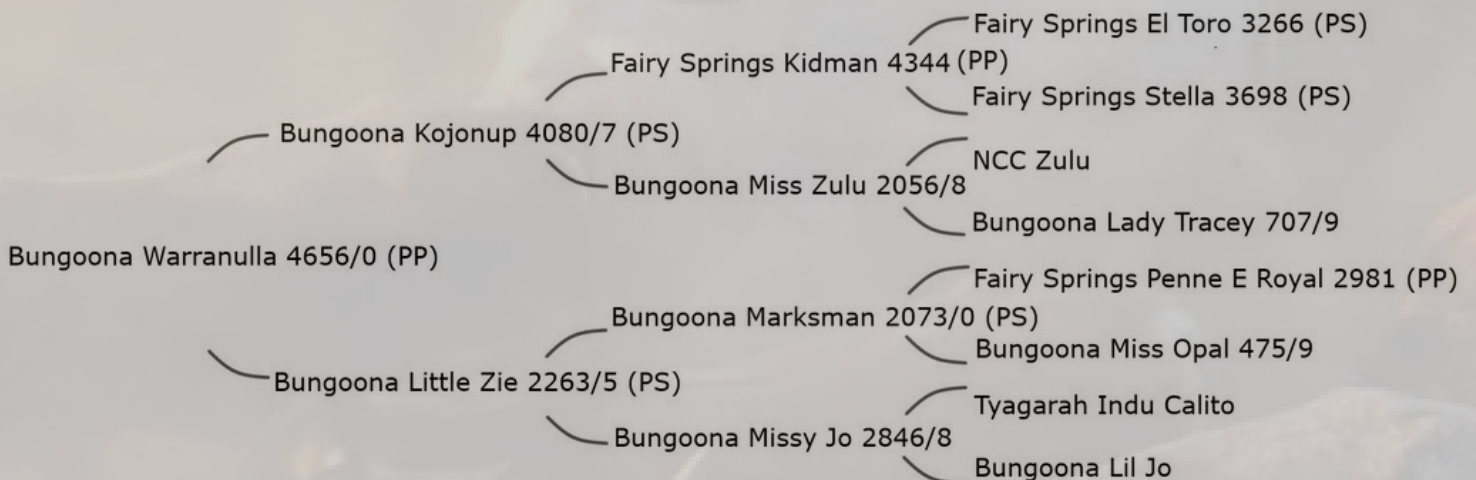 Fairy Springs El Toro 3266 (PS)
Fairy Springs Kidman 4344 (PP)
Fairy Springs Stella 3698 (PS)
Bungoona Kojonup 4080/7 (PS)
NCC Zulu
Bungoona Miss Zulu 2056/8
Bungoona Lady Tracey 707/9
Bungoona Warranulla 4656/0 (PP)
Fairy Springs Penne E Royal 2981 (PP)
Bungoona Marksman 2073/0 (PS)
Bungoona Miss Opal 475/9
Bungoona Little Zie 2263/5 (PS)
Tyagarah Indu Calito
Bungoona Missy Jo 2846/8
Bungoona Lil Jo